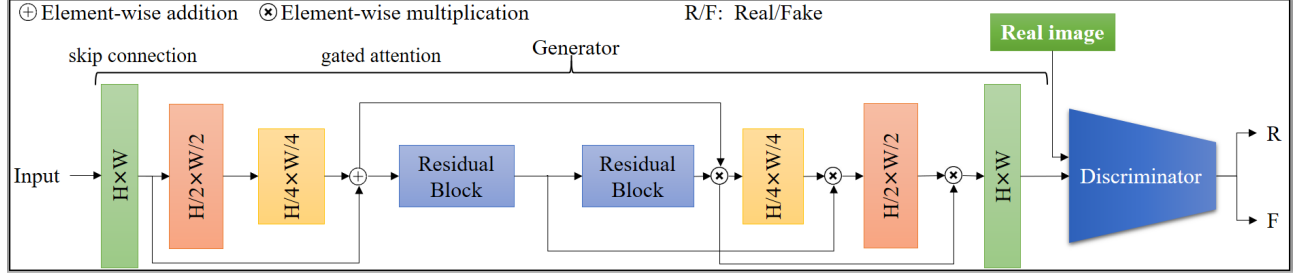 ⊕ Element-wise addition ⊗ Element-wise multiplication R/F: Real/Fake
Real image
Generator
skip connection gated attention
Input
H×W
H/2×W/2
H/4×W/4
Residual
Block
Residual
Block
H/4×W/4
H/2×W/2
H×W
Discriminator
R
F